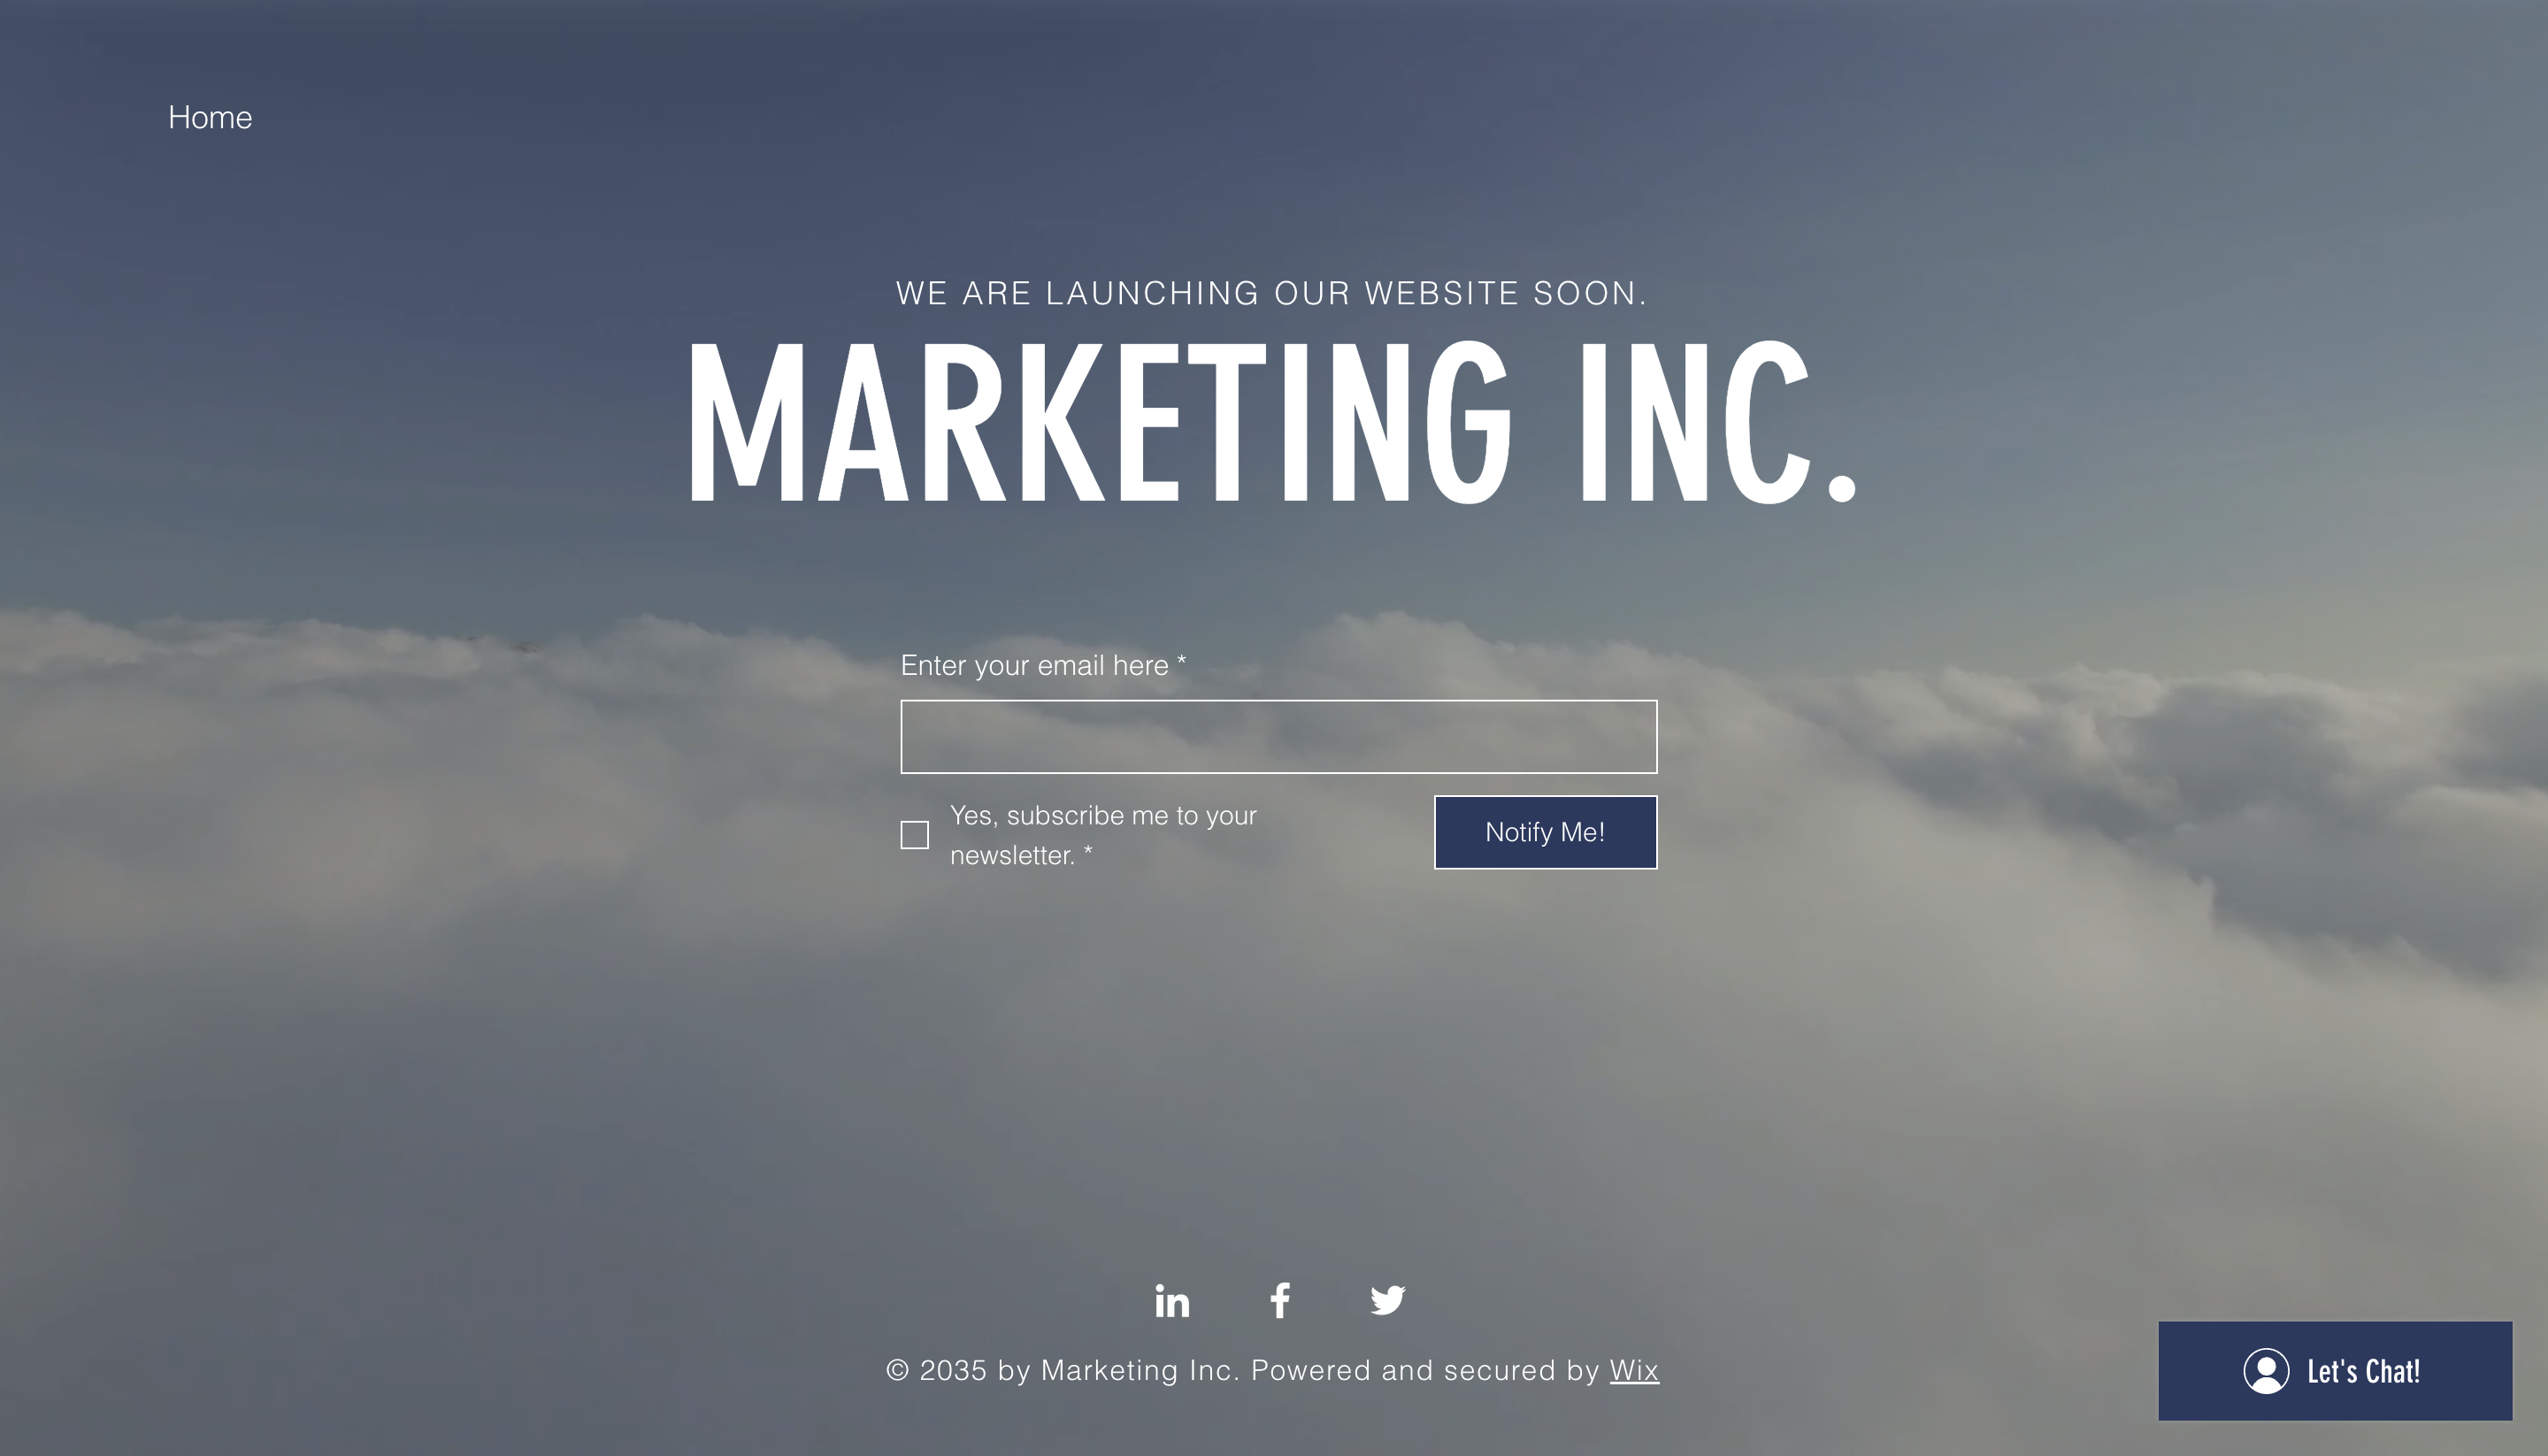 Home
WE ARE LAUNCHING OUR WEBSITE SOON.
MARKETING INC.
Enter your email here *
Yes, subscribe me to your
newsletter. *
Notify Me!
© 2035 by Marketing Inc. Powered and secured by Wix
Let's Chat!